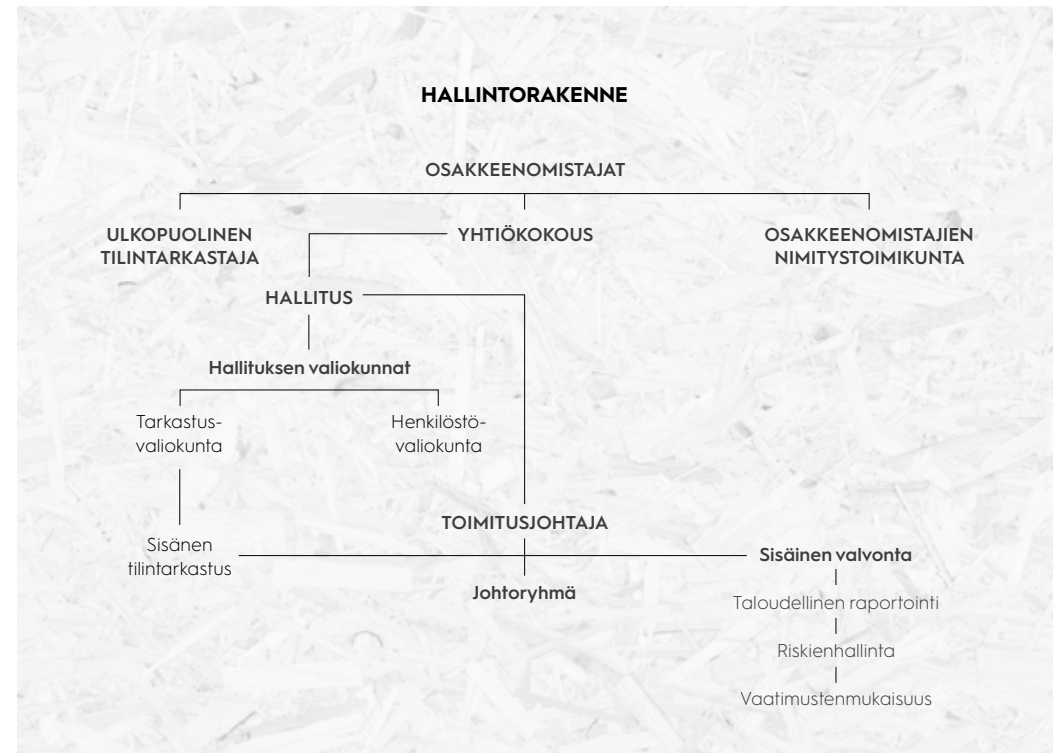 HALLINTORAKENNE
OSAKKEENOMISTAJAT
ULKOPUOLINEN
TILINTARKASTAJA
YHTIÖKOKOUS
OSAKKEENOMISTAJIEN
NIMITYSTOIMIKUNTA
HALLITUS
Hallituksen valiokunnat
Tarkastus-
valiokunta
Henkilöstö-
valiokunta
TOIMITUSJOHTAJA
Sisänen
tilintarkastus
Sisäinen valvonta
Johtoryhmä
Taloudellinen raportointi
Riskienhallinta
Vaatimustenmukaisuus